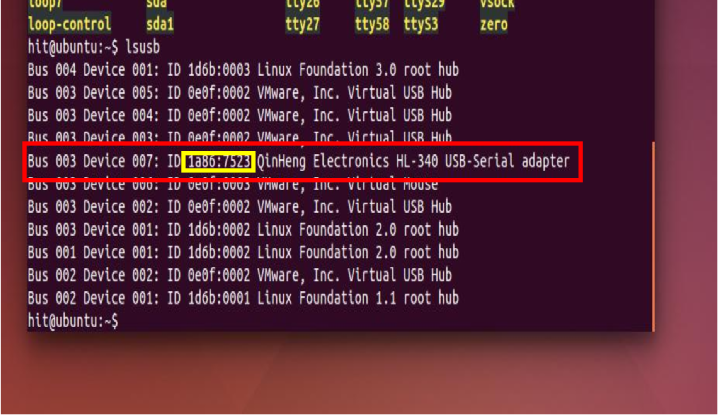 loop7 sda tty26 tty57 ttyS29 vsock
loop-control sda1 tty27 tty58 ttyS3 zero
hit@ubuntu:~$ lsusb
Bus 004 Device 001: ID 1d6b:0003 Linux Foundation 3.0 root hub
Bus 003 Device 005: ID 0e0f:0002 VMware, Inc. Virtual USB Hub
Bus 003 Device 004: ID 0e0f:0002 VMware, Inc. Virtual USB Hub
Bus 003 Device 003: ID 0e0f:0002 VMware, Inc. Virtual USB Hub
Bus 003 Device 007: ID 1a86:7523 QinHeng Electronics HL-340 USB-Serial adapter
Bus 003 Device 006: ID 0e0f:0003 VMware, Inc. Virtual Mouse
Bus 003 Device 002: ID 0e0f:0002 VMware, Inc. Virtual USB Hub
Bus 003 Device 001: ID 1d6b:0002 Linux Foundation 2.0 root hub
Bus 001 Device 001: ID 1d6b:0002 Linux Foundation 2.0 root hub
Bus 002 Device 002: ID 0e0f:0002 VMware, Inc. Virtual USB Hub
Bus 002 Device 001: ID 1d6b:0001 Linux Foundation 1.1 root hub
hit@ubuntu:~$